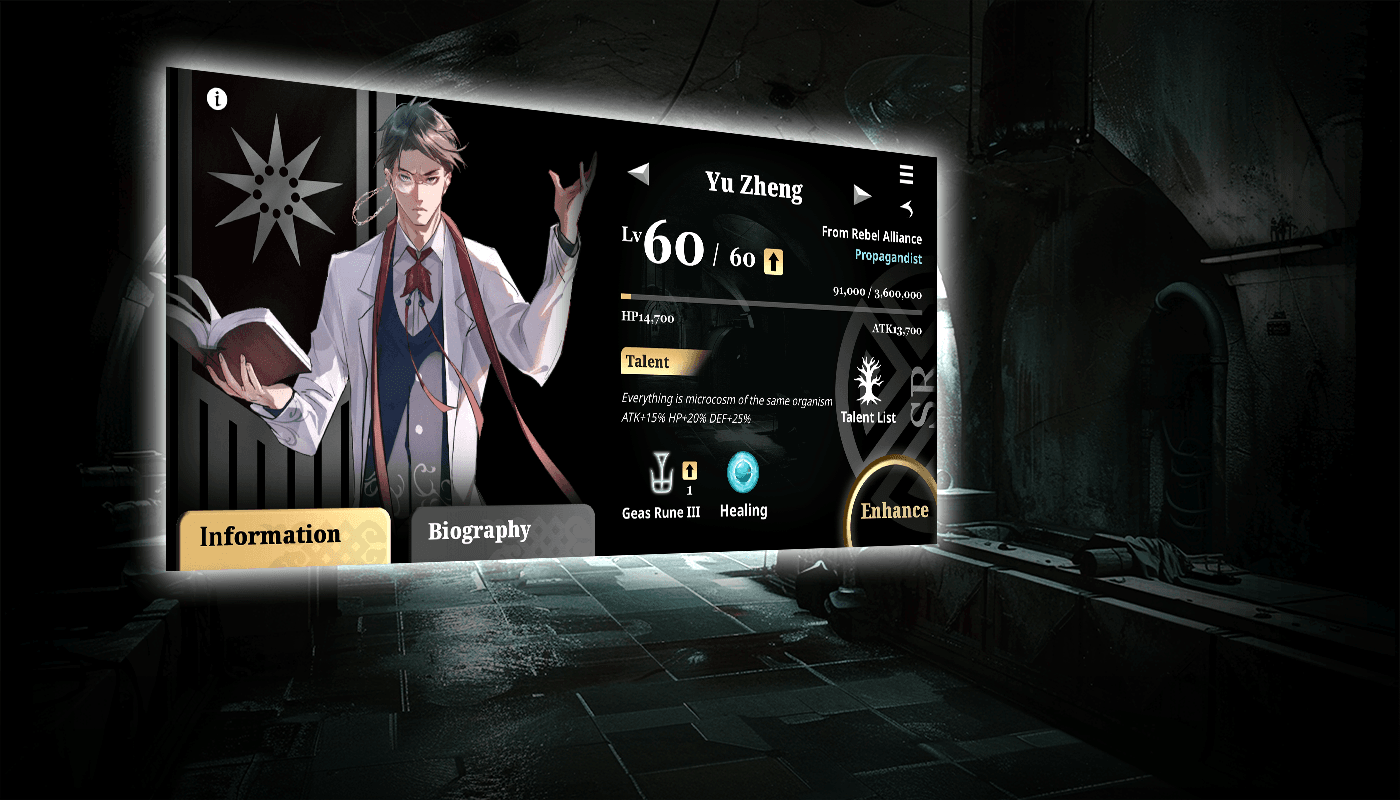 Yu Zheng
Lv 60 / 60
From Rebel Alliance
Propagandist
91,000 / 3,600,000
HP14,700
ATK13,700
Talent
Everything is microcosm of the same organism
ATK+15% HP+20% DEF+25%
Talent List
SR
1
Geas Rune III
Healing
Enhance
Information
Biography